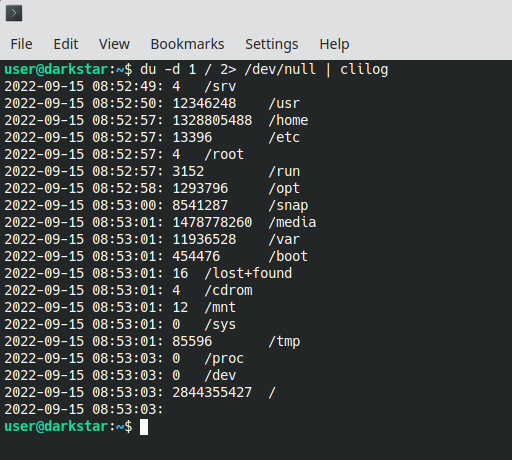 File Edit View Bookmarks Settings Help
user@darkstar:~$ du -d 1 / 2> /dev/null | clilog
2022-09-15 08:52:49: 4 /srv
2022-09-15 08:52:50: 12346248 /usr
2022-09-15 08:52:57: 1328805488 /home
2022-09-15 08:52:57: 13396 /etc
2022-09-15 08:52:57: 4 /root
2022-09-15 08:52:57: 3152 /run
2022-09-15 08:52:58: 1293796 /opt
2022-09-15 08:53:00: 8541287 /snap
2022-09-15 08:53:01: 1478778260 /media
2022-09-15 08:53:01: 11936528 /var
2022-09-15 08:53:01: 454476 /boot
2022-09-15 08:53:01: 16 /lost+found
2022-09-15 08:53:01: 4 /cdrom
2022-09-15 08:53:01: 12 /mnt
2022-09-15 08:53:01: 0 /sys
2022-09-15 08:53:01: 85596 /tmp
2022-09-15 08:53:03: 0 /proc
2022-09-15 08:53:03: 0 /dev
2022-09-15 08:53:03: 2844355427 /
2022-09-15 08:53:03:
user@darkstar:~$